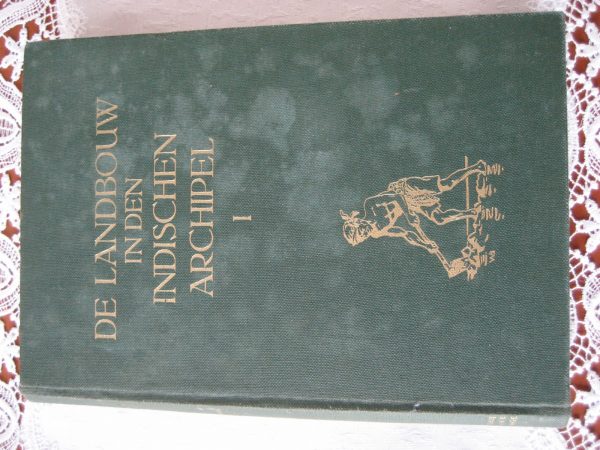 DE LANDBOUW
IN DEN
INDISCHEN
ARCHIPEL
I